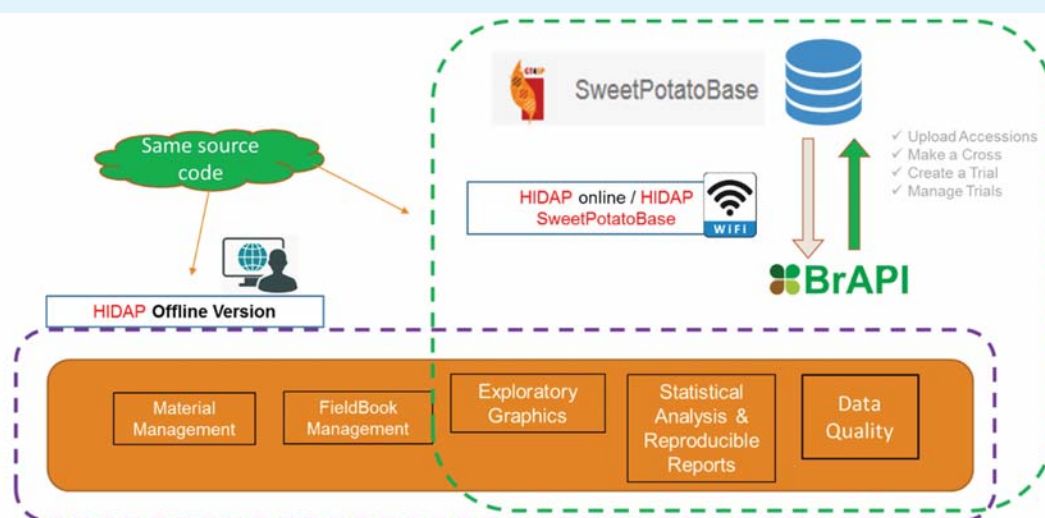 SweetPotatoBase
✓ Upload Accessions
✓ Make a Cross
✓ Create a Trial
✓ Manage Trials
Same source
code
HIDAP online / HIDAP
SweetPotatoBase
WiFi
BrAPI
HIDAP Offline Version
Material
Management
FieldBook
Management
Exploratory
Graphics
Statistical
Analysis &
Reproducible
Reports
Data
Quality